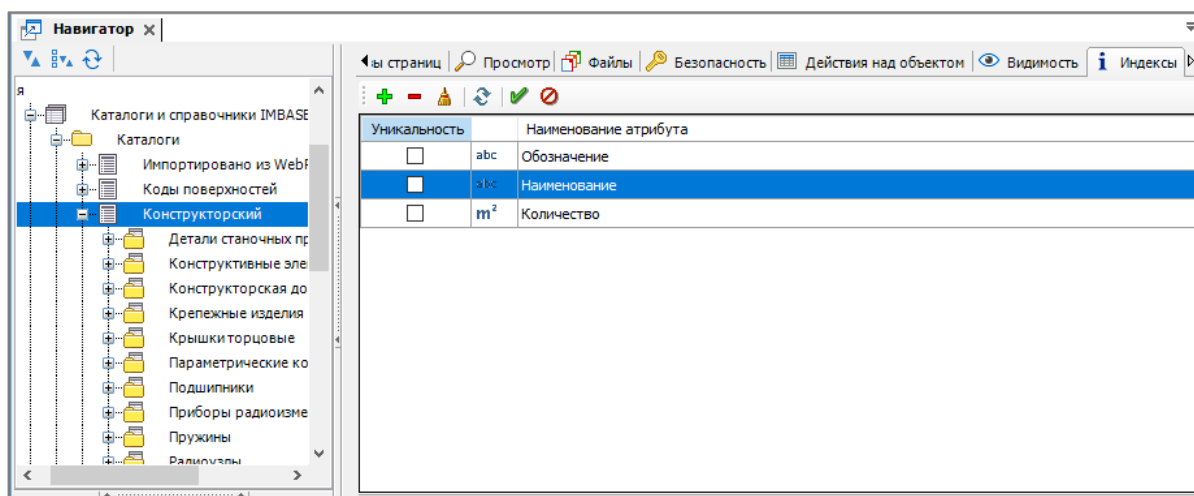 Навигатор
ы страниц Просмотр Файлы Безопасность Действия над объектом Видимость i Индексы
я
Каталоги и справочники IMBASE
Каталоги
Импортировано из WebP
Коды поверхностей
Конструкторский
Детали станочных пр
Конструктивные эле
Конструкторская до
Крепежные изделия
Крышки торцовые
Параметрические ко
Подшипники
Приборы радиоизме
Пружины
Радиоузлы
Уникальность Наименование атрибута
abc Обозначение
abc Наименование
m² Количество